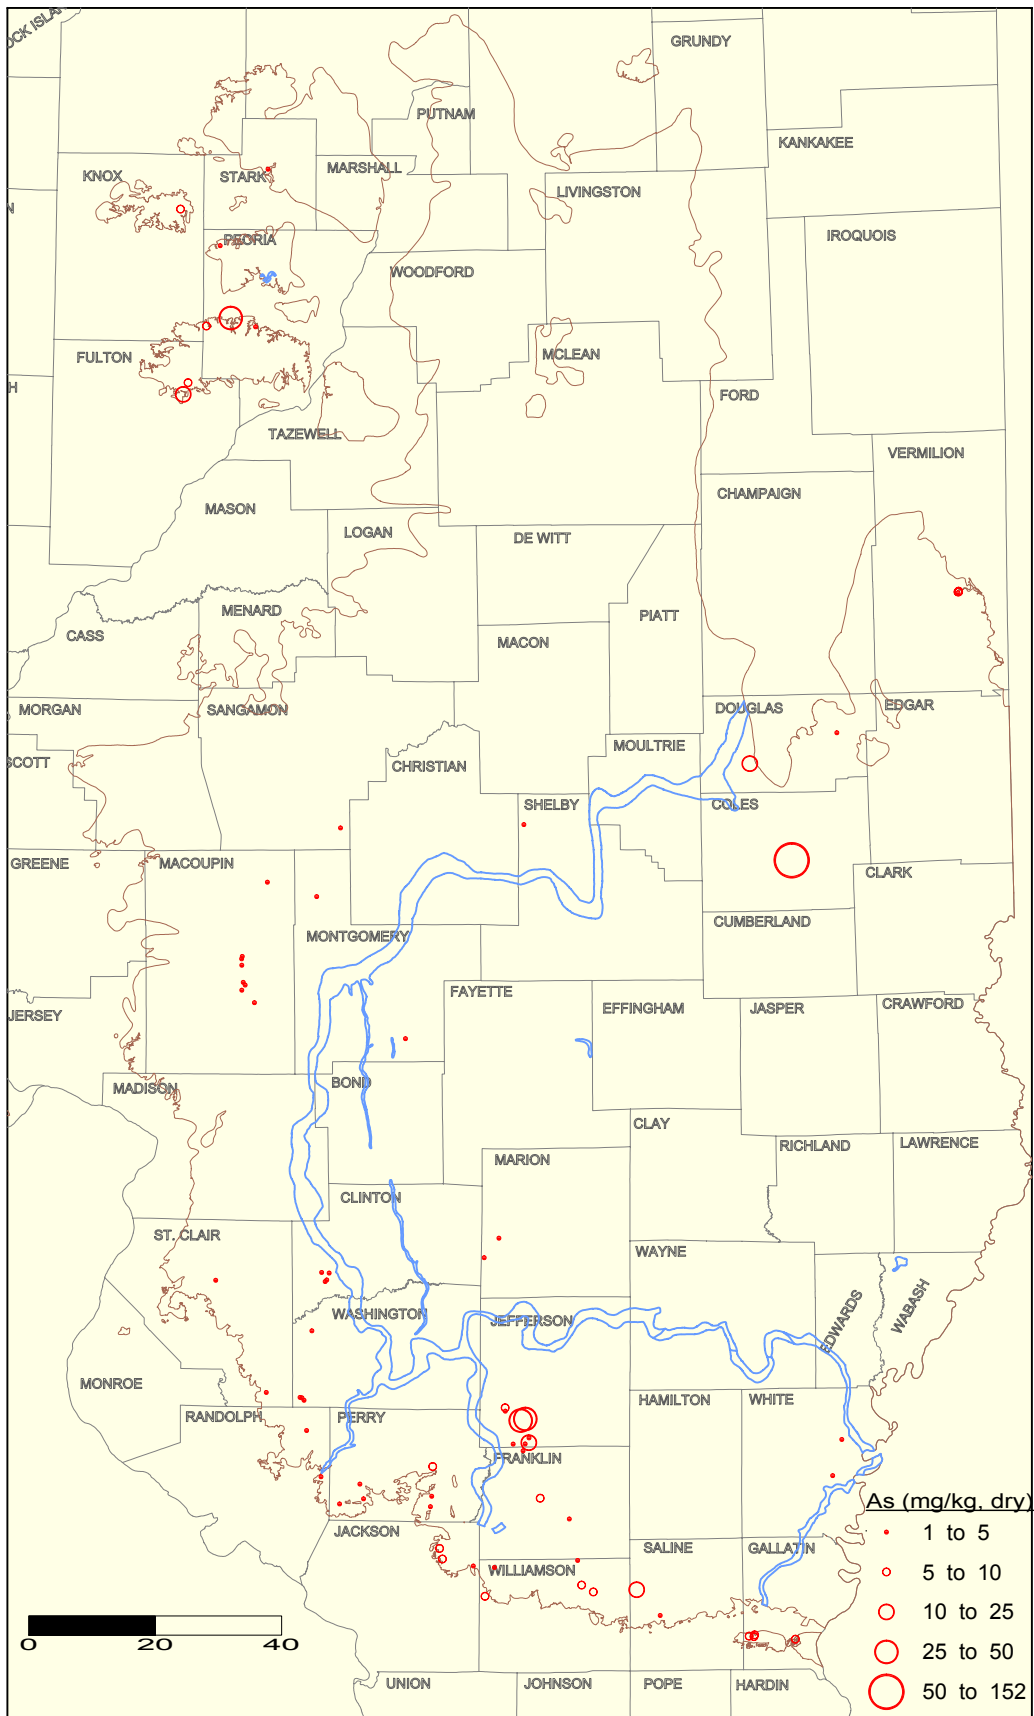 GRUNDY
PUTNAM
KANKAKEE
KNOX
STARK
MARSHALL
LIVINGSTON
PEORIA
IROQUOIS
WOODFORD
FULTON
MCLEAN
H
FORD
TAZEWELL
VERMILION
CHAMPAIGN
MASON
LOGAN
DE WITT
MENARD
PIATT
CASS
MACON
MORGAN
SANGAMON
DOUGLAS
EDGAR
MOULTRIE
SCOTT
CHRISTIAN
SHELBY
COLES
GREENE
MACOUPIN
CLARK
CUMBERLAND
MONTGOMERY
FAYETTE
EFFINGHAM
JASPER
CRAWFORD
JERSEY
BOND
MADISON
CLAY
RICHLAND
LAWRENCE
MARION
CLINTON
ST. CLAIR
WAYNE
WASHINGTON
JEFFERSON
EDWARDS
WABASH
MONROE
HAMILTON
WHITE
RANDOLPH
PERRY
FRANKLIN
As (mg/kg, dry)
1 to 5
JACKSON
SALINE
GALLATIN
WILLIAMSON
5 to 10
10 to 25
0 20 40
25 to 50
UNION
JOHNSON
POPE
HARDIN
50 to 152